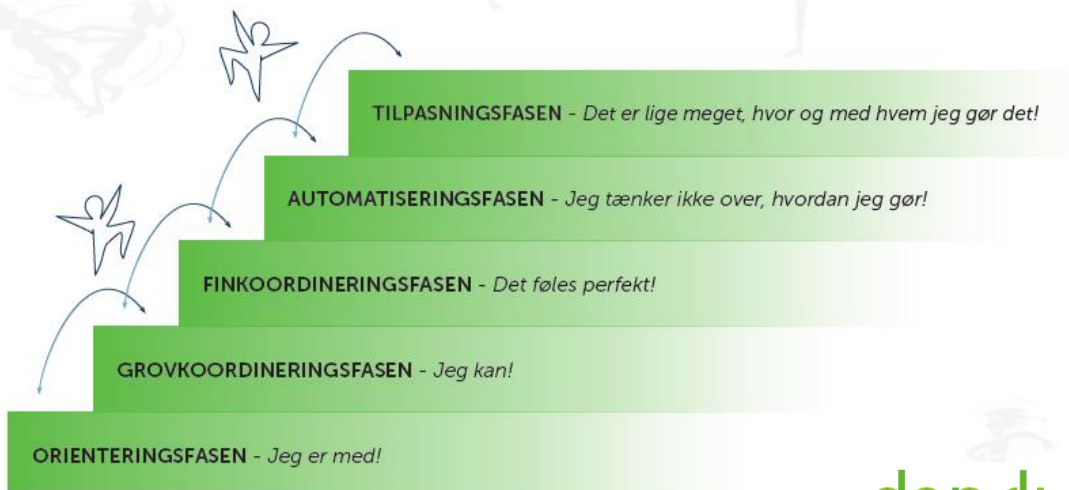 TILPASNINGSFASEN - Det er lige meget, hvor og med hvem jeg gør det!
AUTOMATISERINGSFASEN - Jeg tænker ikke over, hvordan jeg gør!
FINKOORDINERINGSFASEN - Det føles perfekt!
GROVKOORDINERINGSFASEN - Jeg kan!
ORIENTERINGSFASEN - Jeg er med!